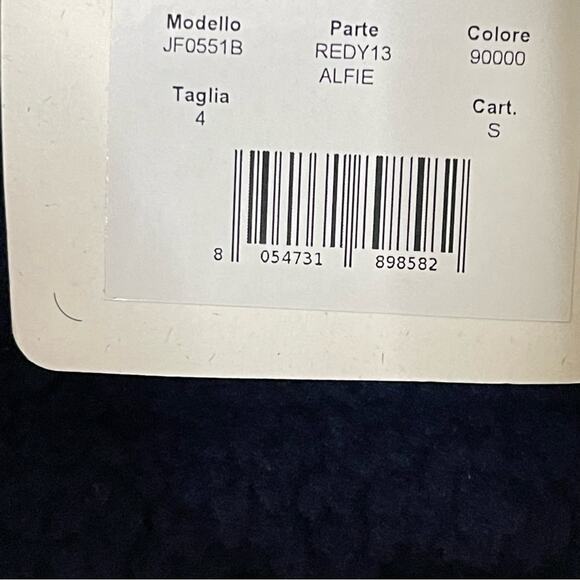 Modello Parte Colore
JF0551B REDY13 90000
ALFIE
Taglia Cart.
4 S
8 054731 898582